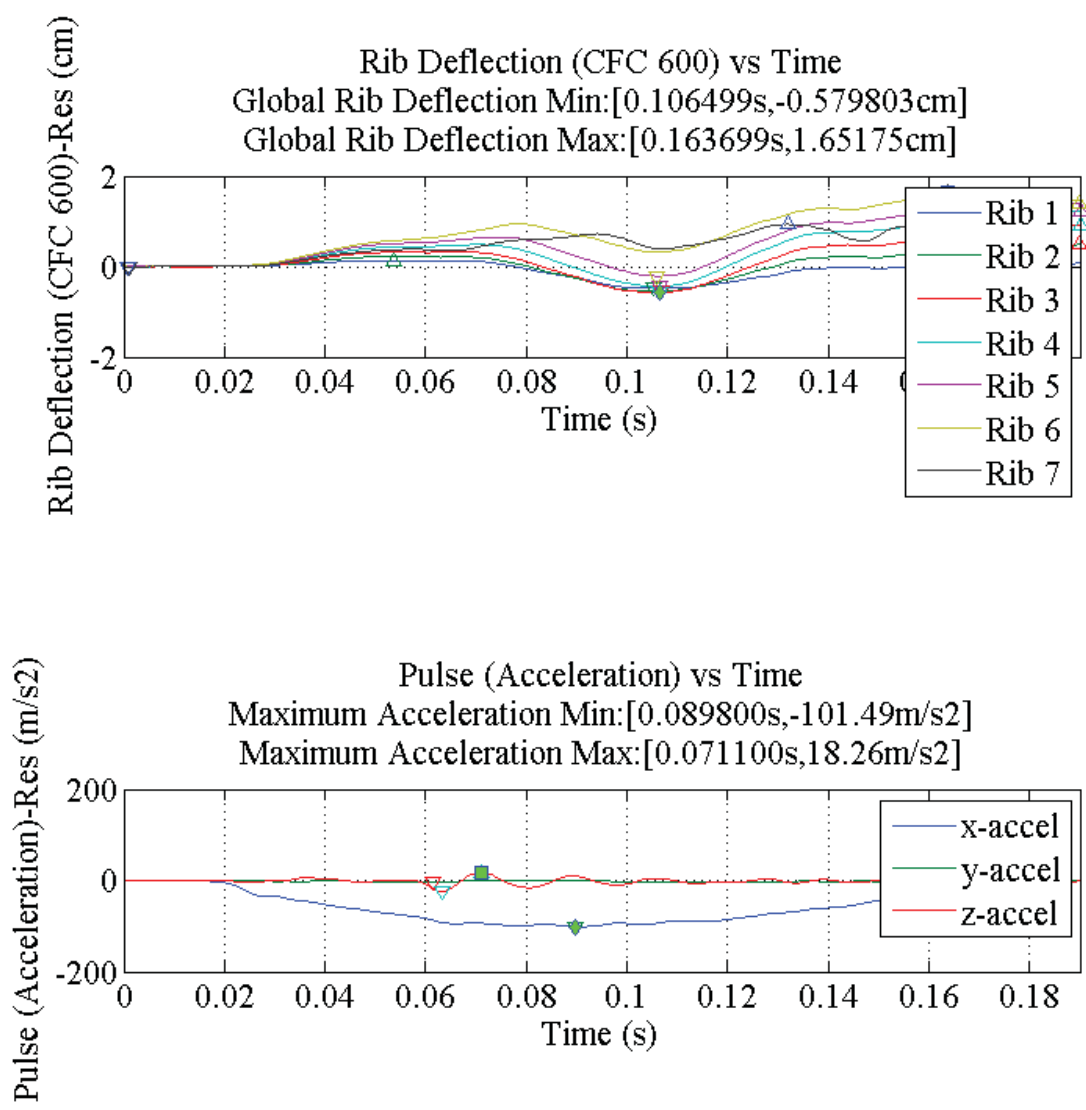 Rib Deflection (CFC 600)-Res (cm)
Rib Deflection (CFC 600) vs Time
Global Rib Deflection Min:[0.106499s,-0.579803cm]
Global Rib Deflection Max:[0.163699s,1.65175cm]
2
0
-2
0 0.02 0.04 0.06 0.08 0.1 0.12 0.14
Time (s)
Rib 1
Rib 2
Rib 3
Rib 4
Rib 5
Rib 6
Rib 7
Pulse (Acceleration)-Res (m/s2)
Pulse (Acceleration) vs Time
Maximum Acceleration Min:[0.089800s,-101.49m/s2]
Maximum Acceleration Max:[0.071100s,18.26m/s2]
200
0
-200
0 0.02 0.04 0.06 0.08 0.1 0.12 0.14 0.16 0.18
Time (s)
x-accel
y-accel
z-accel